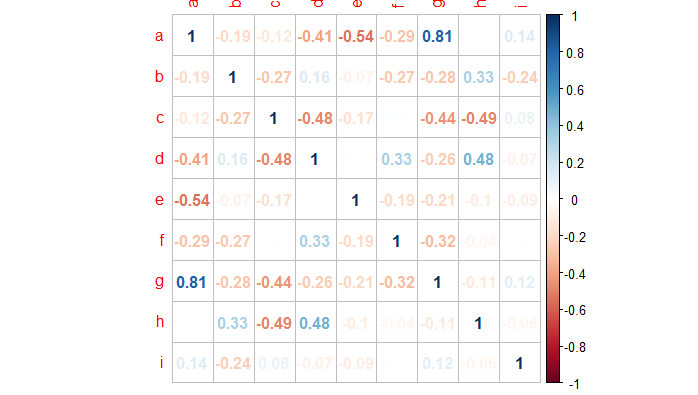 a b c d e f g h i
a 1 -0.19 -0.12 -0.41 -0.54 -0.29 0.81 0.14 1
b -0.19 1 -0.27 0.16 -0.07 -0.27 -0.28 0.33 -0.24 0.8
c -0.12 -0.27 1 -0.48 -0.17 -0.44 -0.49 0.08 0.6
0.4
d -0.41 0.16 -0.48 1 0.33 -0.26 0.48 -0.07 0.2
e -0.54 -0.07 -0.17 1 -0.19 -0.21 -0.1 -0.09 0
f -0.29 -0.27 0.33 -0.19 1 -0.32 -0.04 -0.2
g 0.81 -0.28 -0.44 -0.26 -0.21 -0.32 1 -0.11 0.12 -0.4
h 0.33 -0.49 0.48 -0.1 -0.04 -0.11 1 -0.06 -0.6
-0.8
i 0.14 -0.24 0.08 -0.07 -0.09 0.12 -0.06 1 -1